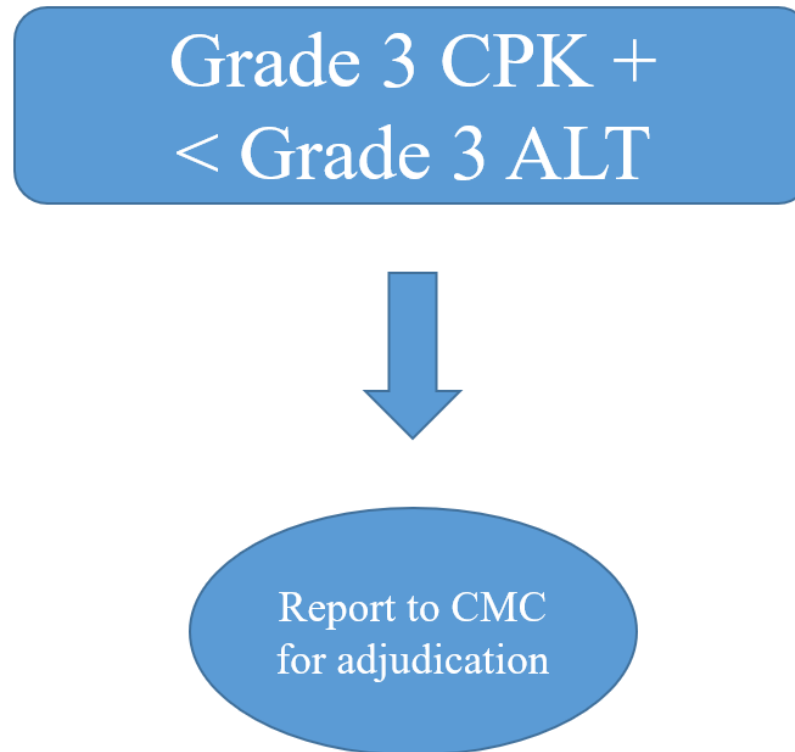 Grade 3 CPK +
< Grade 3 ALT
Report to CMC
for adjudication